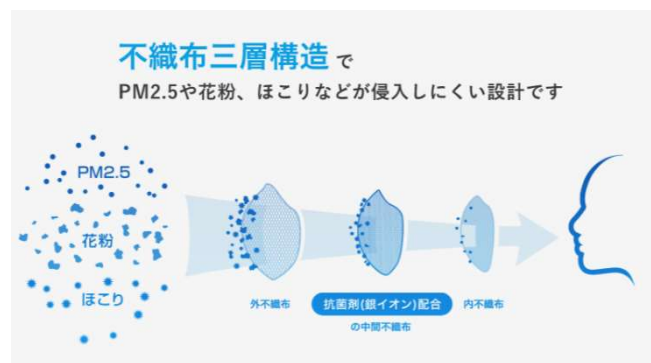 不織布三層構造で
PM2.5や花粉、ほこりなどが侵入しにくい設計です
PM2.5
花粉
ほこり
外不織布
抗菌剤(銀イオン)配合
の中間不織布
内不織布